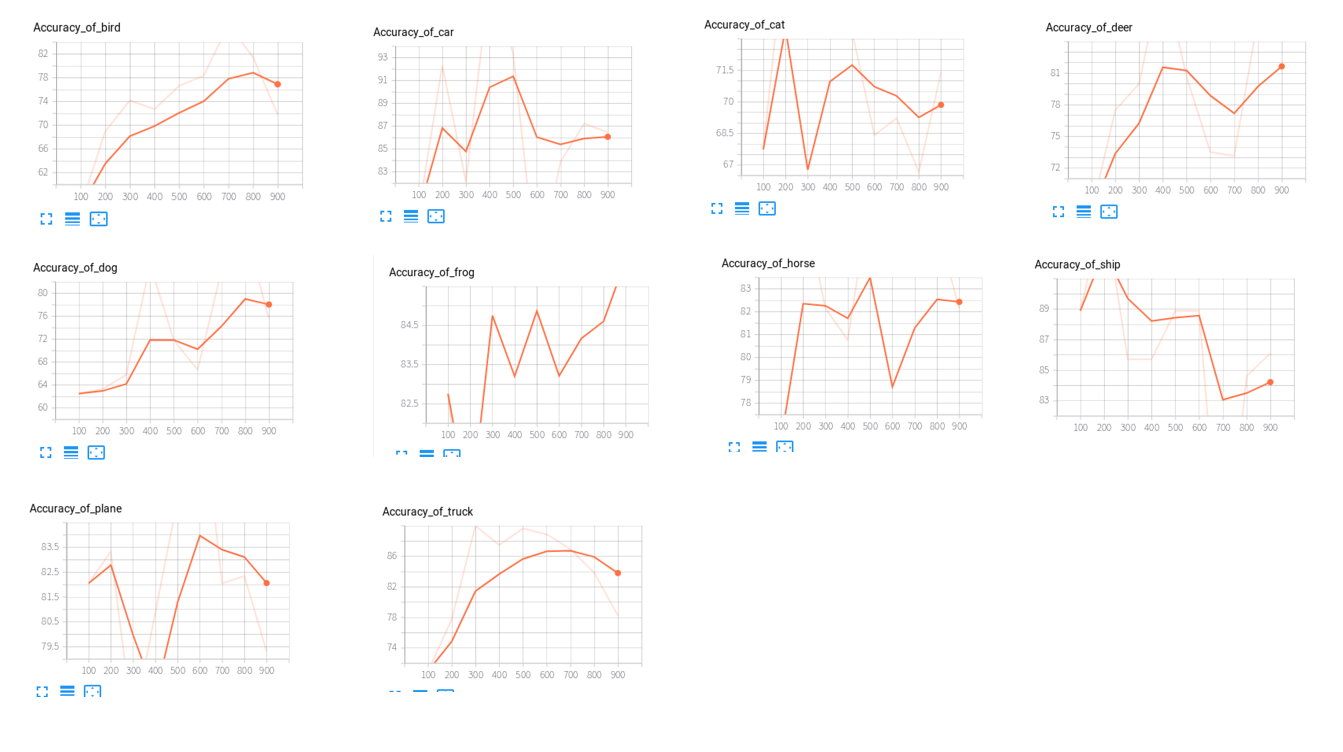 Accuracy_of_bird
82
78
74
70
66
62
100 200 300 400 500 600 700 800 900
Accuracy_of_car
93
91
89
87
85
83
100 200 300 400 500 600 700 800 900
Accuracy_of_cat
71.5
70
68.5
67
100 200 300 400 500 600 700 800 900
Accuracy_of_deer
81
78
75
72
100 200 300 400 500 600 700 800 900
Accuracy_of_dog
80
76
72
68
64
60
100 200 300 400 500 600 700 800 900
Accuracy_of_frog
84.5
83.5
82.5
100 200 300 400 500 600 700 800 900
Accuracy_of_horse
83
82
81
80
79
78
100 200 300 400 500 600 700 800 900
Accuracy_of_ship
89
87
85
83
100 200 300 400 500 600 700 800 900
Accuracy_of_plane
83.5
82.5
81.5
80.5
79.5
100 200 300 400 500 600 700 800 900
Accuracy_of_truck
86
82
78
74
100 200 300 400 500 600 700 800 900